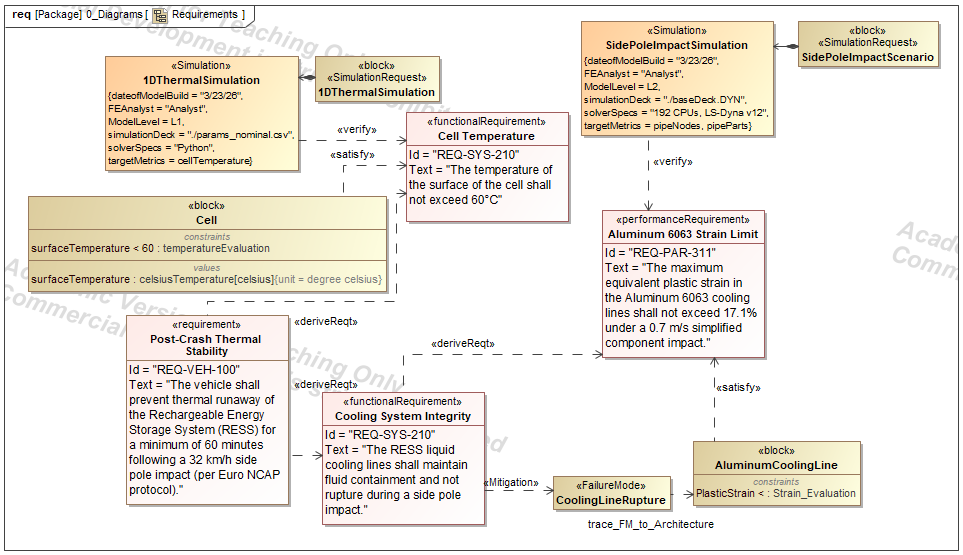 req [Package] 0_Diagrams [ Requirements ]
«Simulation»
1DThermalSimulation
{dateofModelBuild = "3/23/26",
FEAnalyst = "Analyst",
ModelLevel = L1,
simulationDeck = "./params_nominal.csv",
solverSpecs = "Python",
targetMetrics = cellTemperature}
«block»
«SimulationRequest»
1DThermalSimulation
«Simulation»
SidePoleImpactSimulation
{dateofModelBuild = "3/23/26",
FEAnalyst = "Analyst",
ModelLevel = L2,
simulationDeck = "./baseDeck.DYN",
solverSpecs = "192 CPUs, LS-Dyna v12",
targetMetrics = pipeNodes, pipeParts}
«block»
«SimulationRequest»
SidePoleImpactScenario
«verify»
«satisfy»
«functionalRequirement»
Cell Temperature
Id = "REQ-SYS-210"
Text = "The temperature of
the surface of the cell shall
not exceed 60°C"
«verify»
«block»
Cell
constraints
surfaceTemperature < 60 : temperatureEvaluation
values
surfaceTemperature : celsiusTemperature[celsius]{unit = degree celsius}
«performanceRequirement»
Aluminum 6063 Strain Limit
Id = "REQ-PAR-311"
Text = "The maximum
equivalent plastic strain in
the Aluminum 6063 cooling
lines shall not exceed 17.1%
under a 0.7 m/s simplified
component impact."
«requirement»
Post-Crash Thermal
Stability
Id = "REQ-VEH-100"
Text = "The vehicle shall
prevent thermal runaway of
the Rechargeable Energy
Storage System (RESS) for
a minimum of 60 minutes
following a 32 km/h side
pole impact (per Euro NCAP
protocol)."
«deriveReqt»
«deriveReqt»
«deriveReqt»
«functionalRequirement»
Cooling System Integrity
Id = "REQ-SYS-210"
Text = "The RESS liquid
cooling lines shall maintain
fluid containment and not
rupture during a side pole
impact."
«satisfy»
«Mitigation»
«FailureMode»
CoolingLineRupture
trace_FM_to_Architecture
«block»
AluminumCoolingLine
constraints
PlasticStrain < : Strain_Evaluation